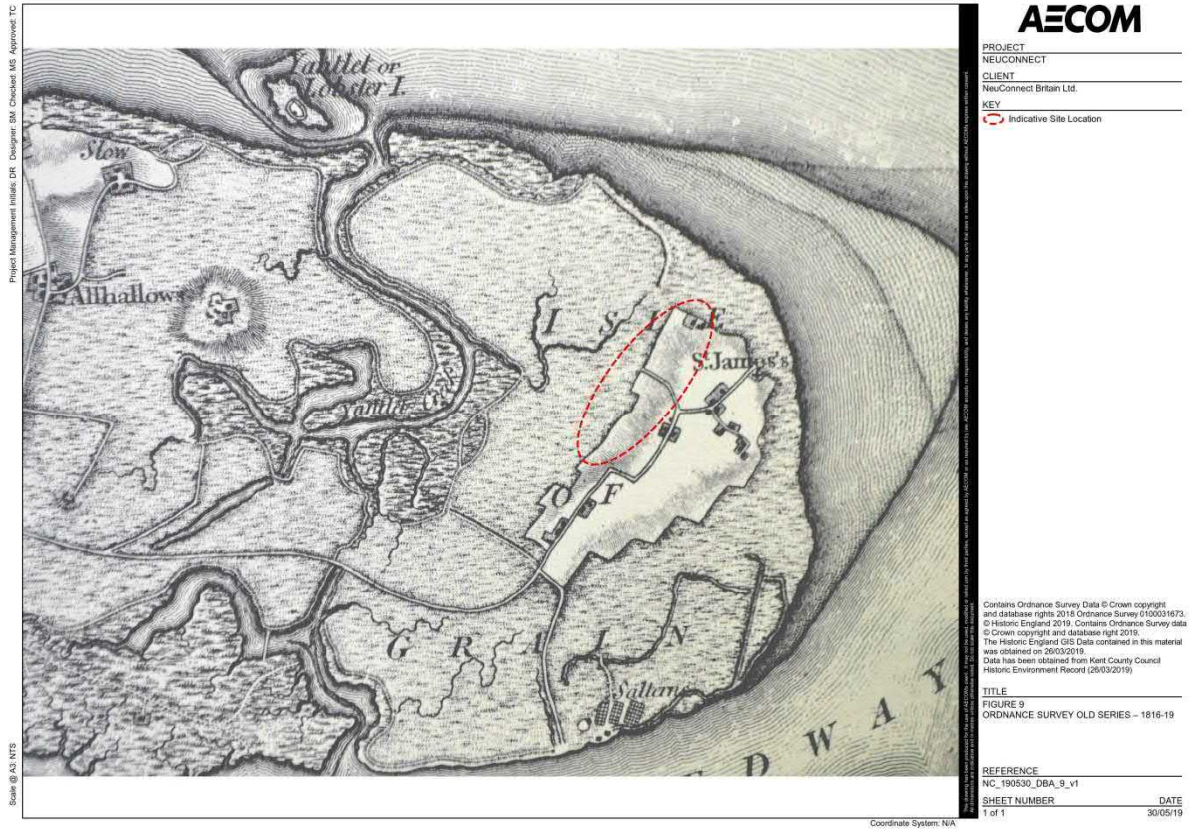 Project Management Initials: DR Designer: SM Checked: MS Approved: TC
Scale @ A3: NTS
or
I.
Slow
Allhallows
Yantlet Creek
ISLE
St. James's
OF
GRAIN
Saltern
EDWAY
AECOM
PROJECT
NEUCONNECT
CLIENT
NeuConnect Britain Ltd.
KEY
Indicative Site Location
Contains Ordnance Survey Data © Crown copyright
and database rights 2018 Ordnance Survey 0100031673.
© Historic England 2019. Contains Ordnance Survey data
© Crown copyright and database right 2019.
The Historic England GIS Data contained in this material
was obtained on 26/03/2019.
Data has been obtained from Kent County Council
Historic Environment Record (26/03/2019)
TITLE
FIGURE 9
ORDNANCE SURVEY OLD SERIES – 1816-19
REFERENCE
NC_190530_DBA_9_v1
SHEET NUMBER DATE
1 of 1 30/05/19
Coordinate System: N/A